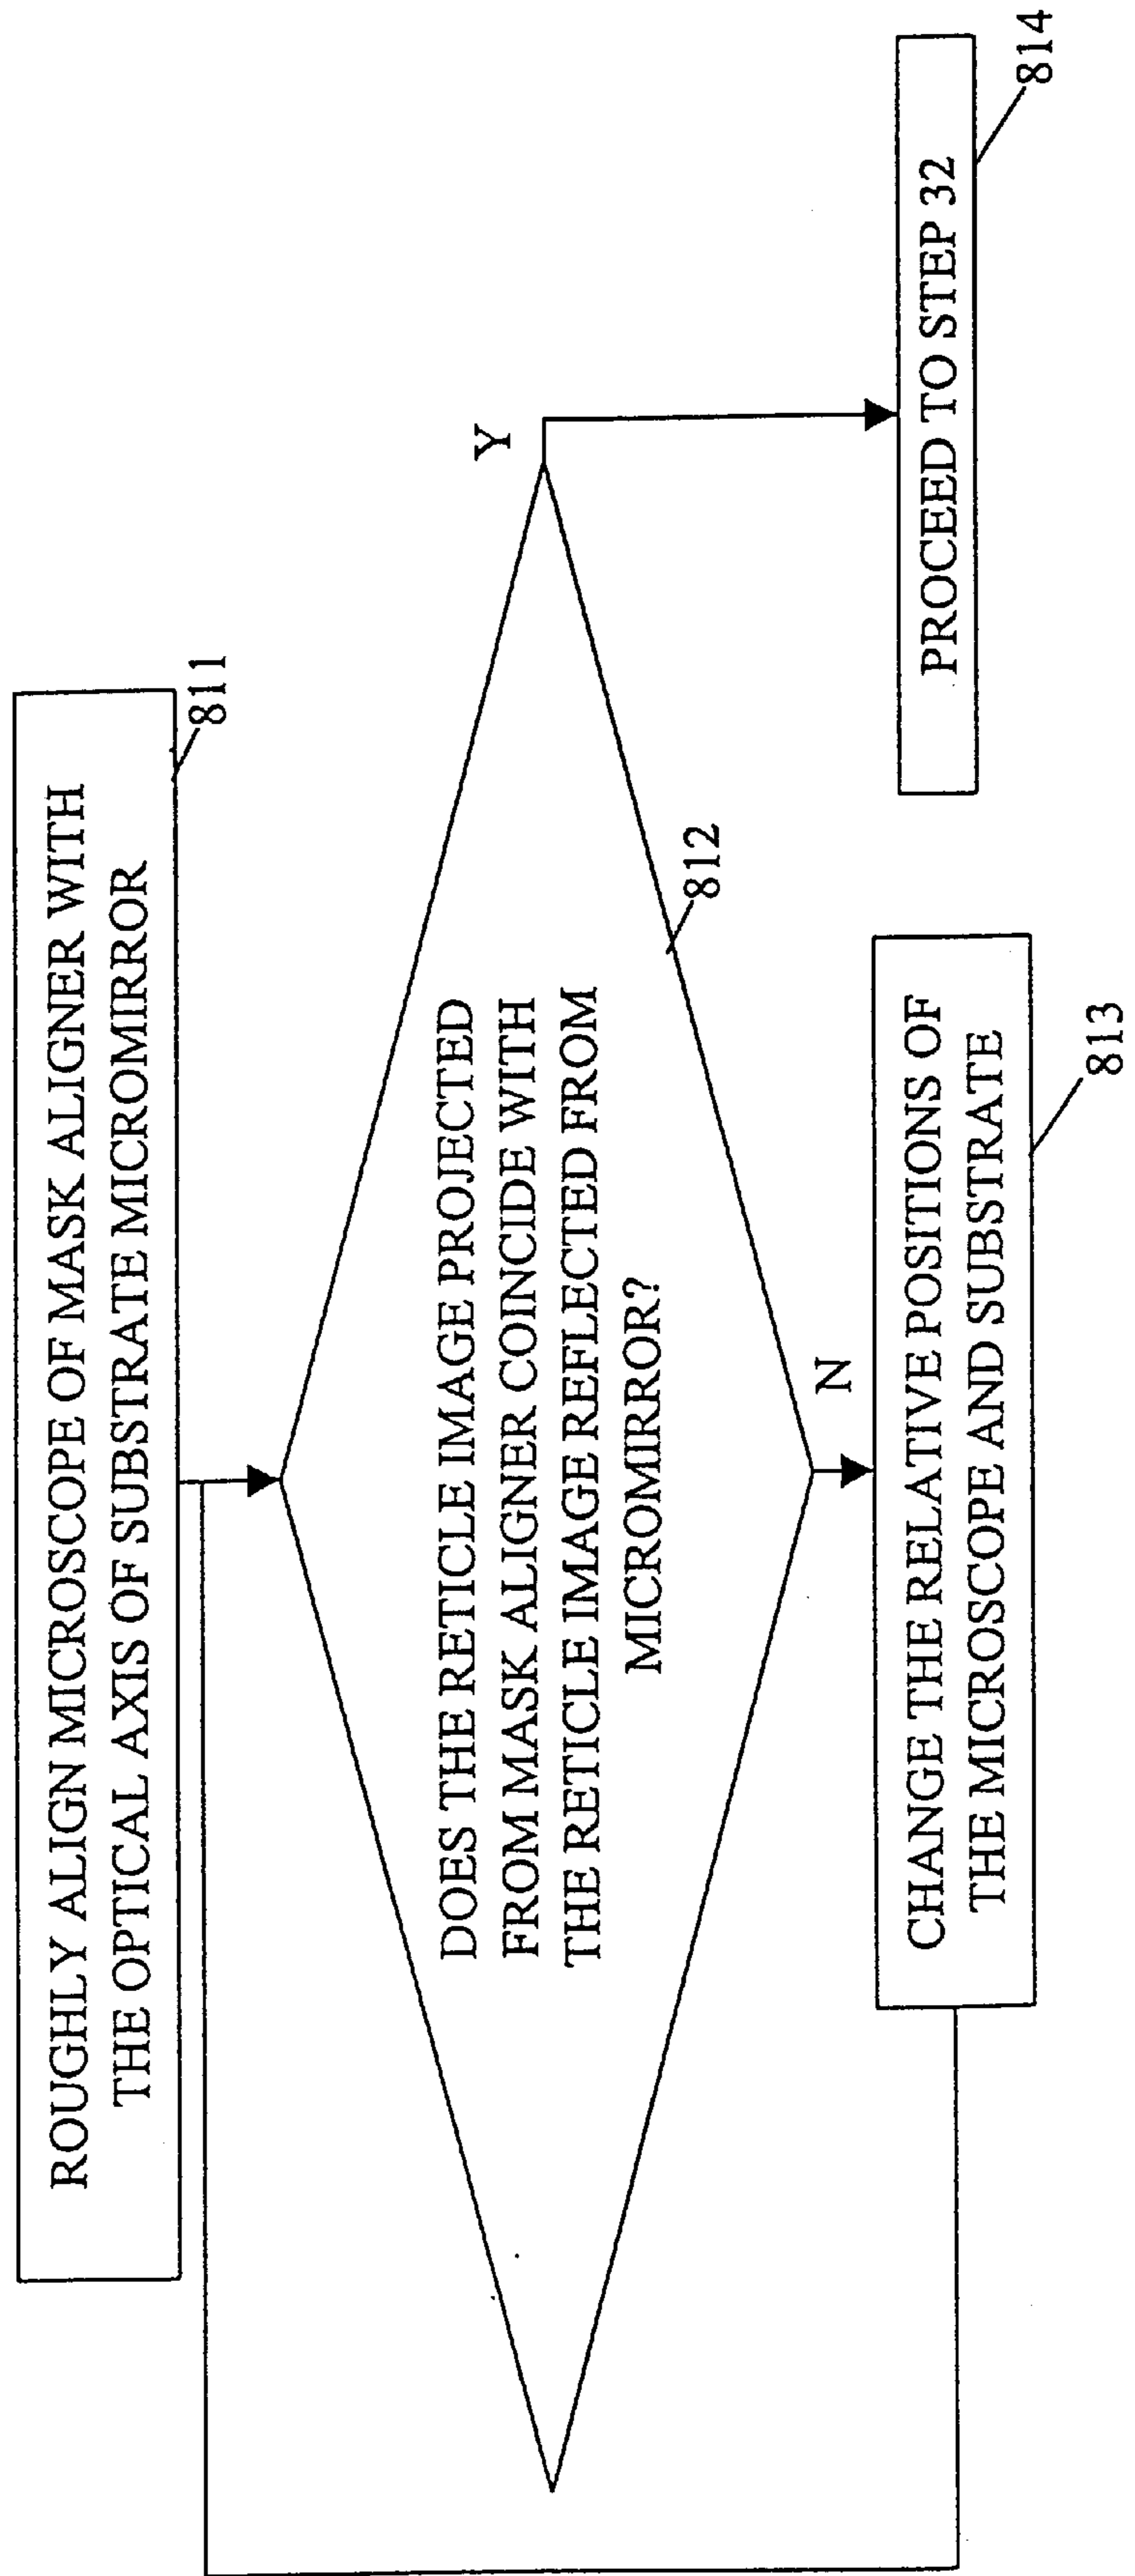 ROUGHLY ALIGN MICROSCOPE OF MASK ALIGNER WITH
THE OPTICAL AXIS OF SUBSTRATE MICROMIRROR
811
DOES THE RETICLE IMAGE PROJECTED
FROM MASK ALIGNER COINCIDE WITH
THE RETICLE IMAGE REFLECTED FROM
MICROMIRROR?
812
Y
N
CHANGE THE RELATIVE POSITIONS OF
THE MICROSCOPE AND SUBSTRATE
813
PROCEED TO STEP 32
814